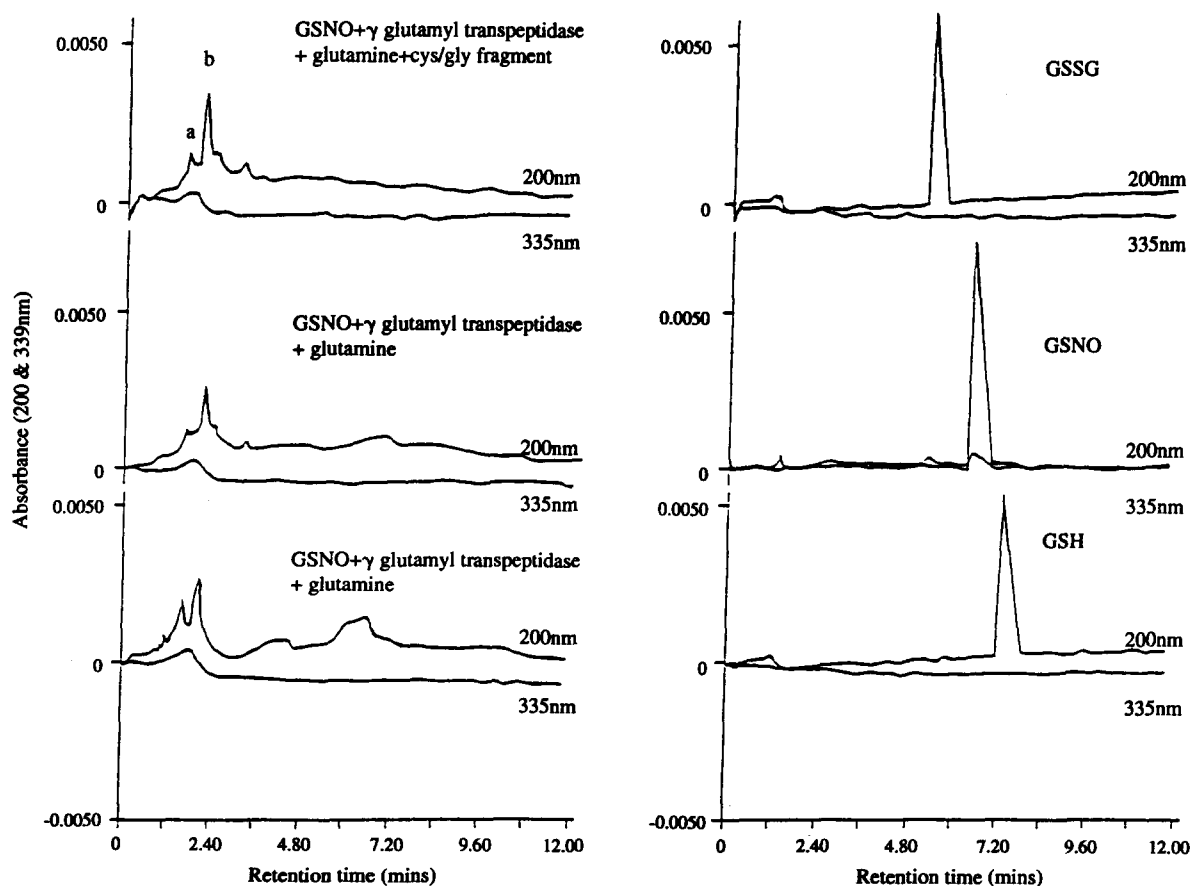 Absorbance (200 & 339nm)
0.0050
GSNO+γ glutamyl transpeptidase
+ glutamine+cys/gly fragment
b
a
200nm
0
335nm
0.0050
GSNO+γ glutamyl transpeptidase
+ glutamine
200nm
0
335nm
0.0050
GSNO+γ glutamyl transpeptidase
+ glutamine
200nm
0
335nm
-0.0050
0 2.40 4.80 7.20 9.60 12.00
Retention time (mins)
0.0050
GSSG
200nm
0
335nm
0.0050
GSNO
200nm
0
335nm
0.0050
GSH
200nm
0
335nm
-0.0050
0 2.40 4.80 7.20 9.60 12.00
Retention time (mins)